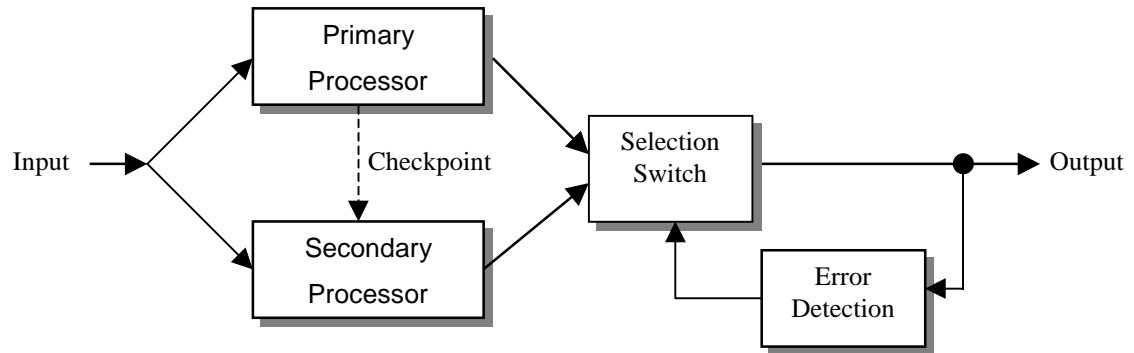 Primary
Processor
Input
Checkpoint
Selection
Switch
Output
Secondary
Processor
Error
Detection